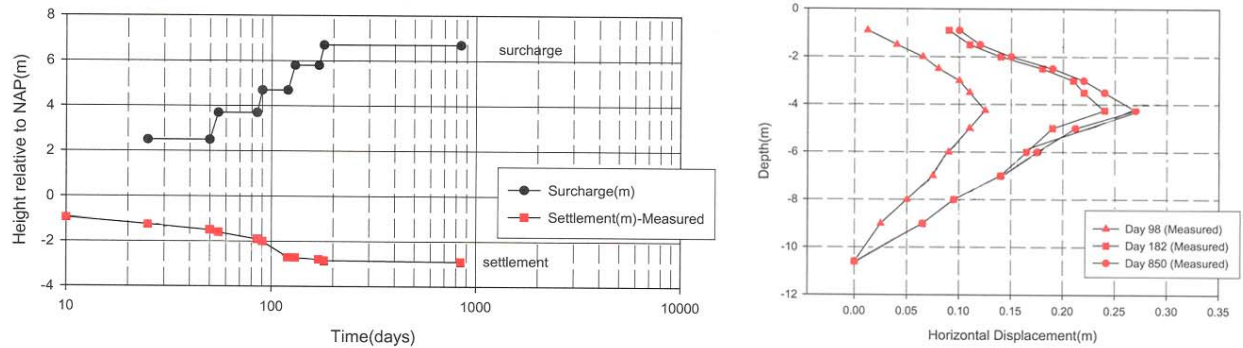 8
6
4
2
0
-2
-4
Height relative to NAP(m)
surcharge
Surcharge(m)
Settlement(m)-Measured
settlement
10
100
1000
10000
Time(days)
0
-2
-4
-6
-8
-10
-12
Depth(m)
Day 98 (Measured)
Day 182 (Measured)
Day 850 (Measured)
0.00
0.05
0.10
0.15
0.20
0.25
0.30
0.35
Horizontal Displacement(m)